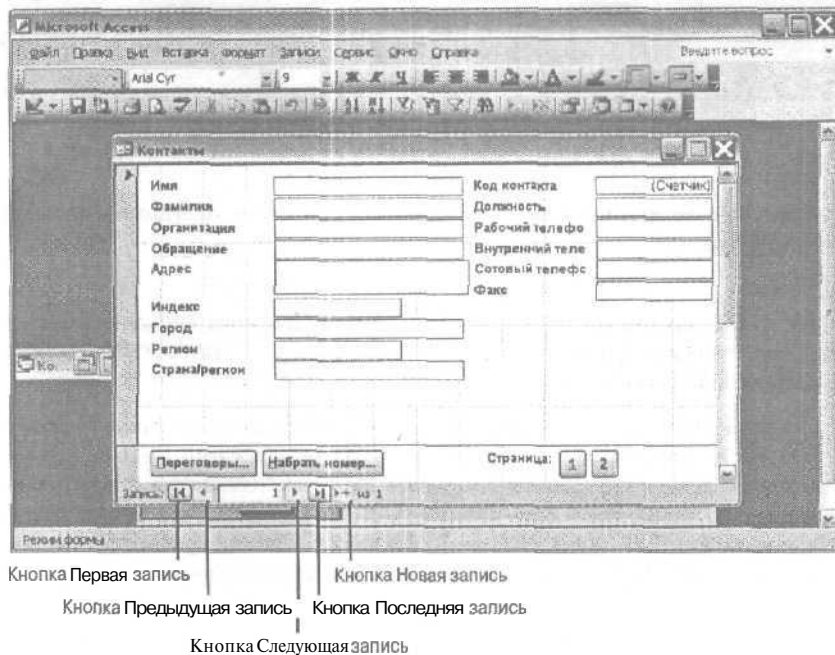 Microsoft Access
Файл Правка Вид Вставка Формат Записи Сервис Окно Справка Введите вопрос
Arial Cyr 9
Контакты
Имя Код контакта (Счетчик)
Фамилия Должность
Организация Рабочий телефо
Обращение Внутренний теле
Адрес Сотовый телефс
Факс
Индекс
Город
Регион
Страна/регион
Ко...
Переговоры... Набрать номер... Страница: 1 2
Запись: 1 из 1
Режим формы
Кнопка Первая запись Кнопка Новая запись
Кнопка Предыдущая запись Кнопка Последняя запись
Кнопка Следующая запись